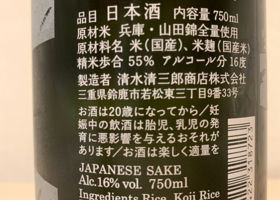 品目 日本酒 内容量 750ml
原材米 兵庫・山田錦全量使用
原材料名 米(国産)、米麹(国産米)
精米歩合 55% アルコール分 16度
製造者 清水清三郎商店株式会社
三重県鈴鹿市若松東三丁目9番33号
お酒は20歳になってから/妊
娠中の飲酒は胎児、乳児の発
育に悪影響を与えるおそれがあ
ります/お酒は楽しく適量を
JAPANESE SAKE
Alc.16% vol. 750ml
Ingredients Rice, Koji Rice